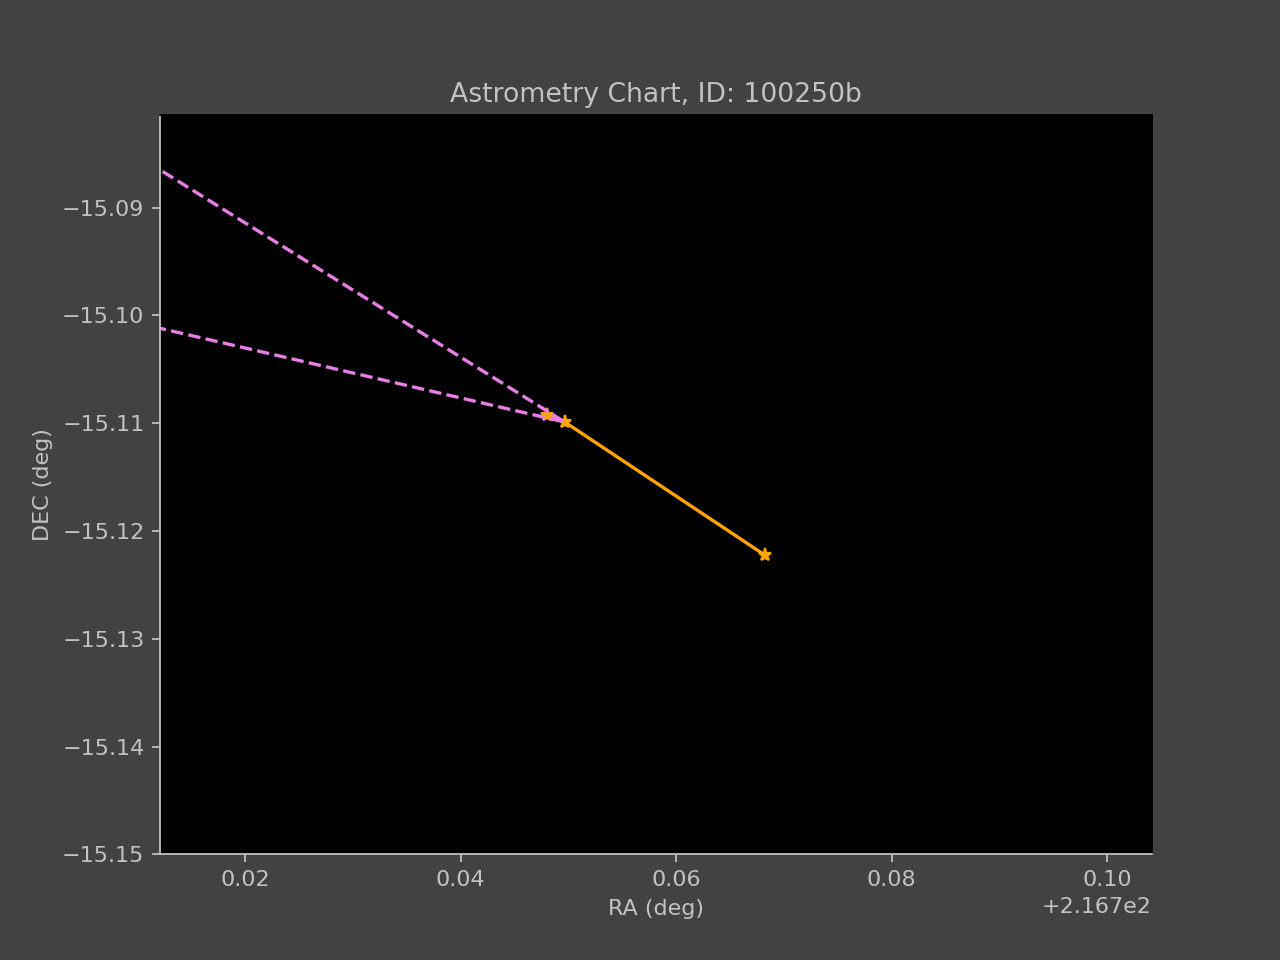 Astrometry Chart, ID: 100250b
−15.09
−15.10
−15.11
−15.12
−15.13
−15.14
−15.15
DEC (deg)
0.02 0.04 0.06 0.08 0.10
RA (deg)
+2.167e2